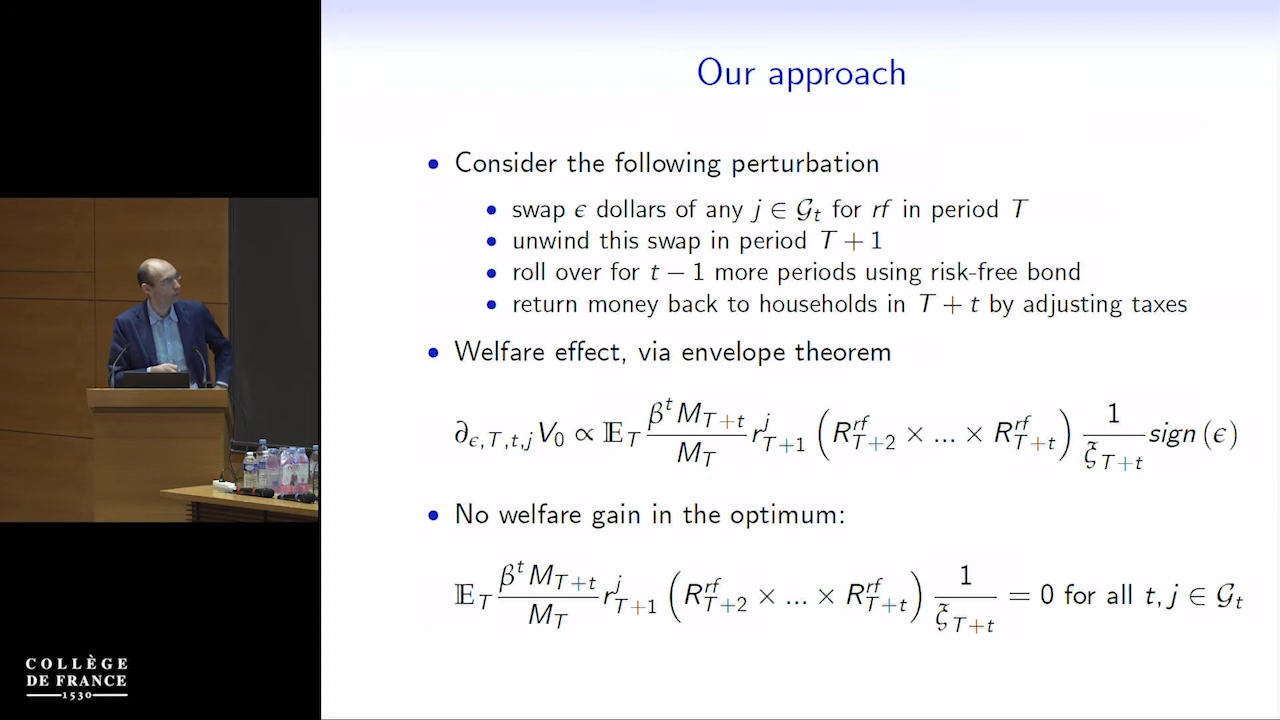 Our approach
• Consider the following perturbation
• swap ϵ dollars of any j ∈ 𝒢_t for rf in period T
• unwind this swap in period T + 1
• roll over for t − 1 more periods using risk-free bond
• return money back to households in T + t by adjusting taxes
• Welfare effect, via envelope theorem
∂_{ϵ,T,t,j} V_0 ∝ 𝔼_T \frac{β^t M_{T+t}}{M_T} r^j_{T+1} (R^{rf}_{T+2} × ... × R^{rf}_{T+t}) \frac{1}{ξ_{T+t}} sign (ϵ)
• No welfare gain in the optimum:
𝔼_T \frac{β^t M_{T+t}}{M_T} r^j_{T+1} (R^{rf}_{T+2} × ... × R^{rf}_{T+t}) \frac{1}{ξ_{T+t}} = 0 for all t, j ∈ 𝒢_t
COLLÈGE
DE FRANCE
1530